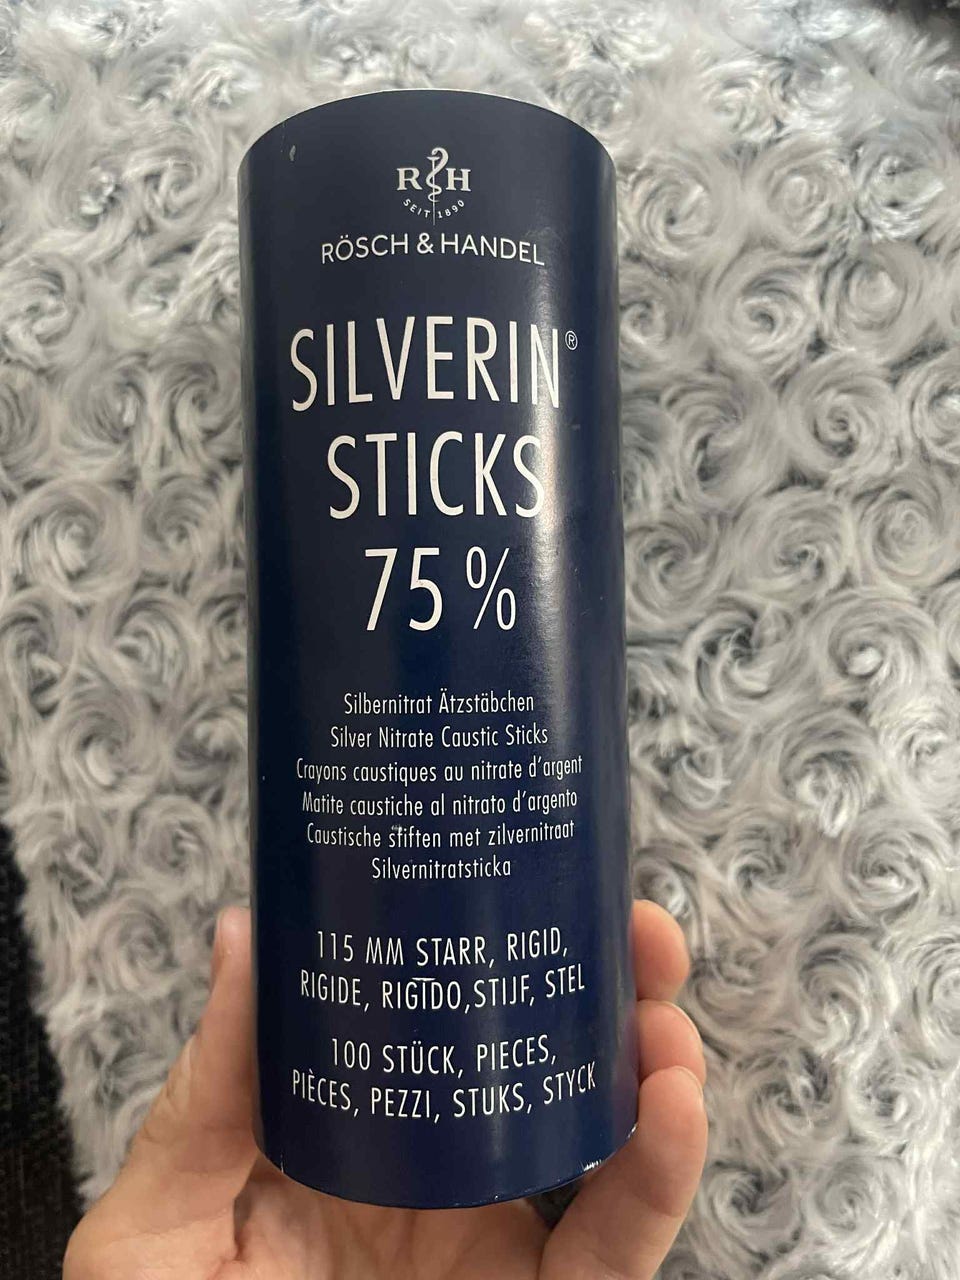 R H
SEIT 1890
RÖSCH & HANDEL
SILVERIN®
STICKS
75 %
Silbernitrat Ätzstäbchen
Silver Nitrate Caustic Sticks
Crayons caustiques au nitrate d'argent
Matite caustiche al nitrato d'argento
Caustische stiften met zilvernitraat
Silvernitratsticka
115 MM STARR, RIGID,
RIGIDE, RIGIDO, STIJF, STEL
100 STÜCK, PIECES,
PIÈCES, PEZZI, STUKS, STYCK